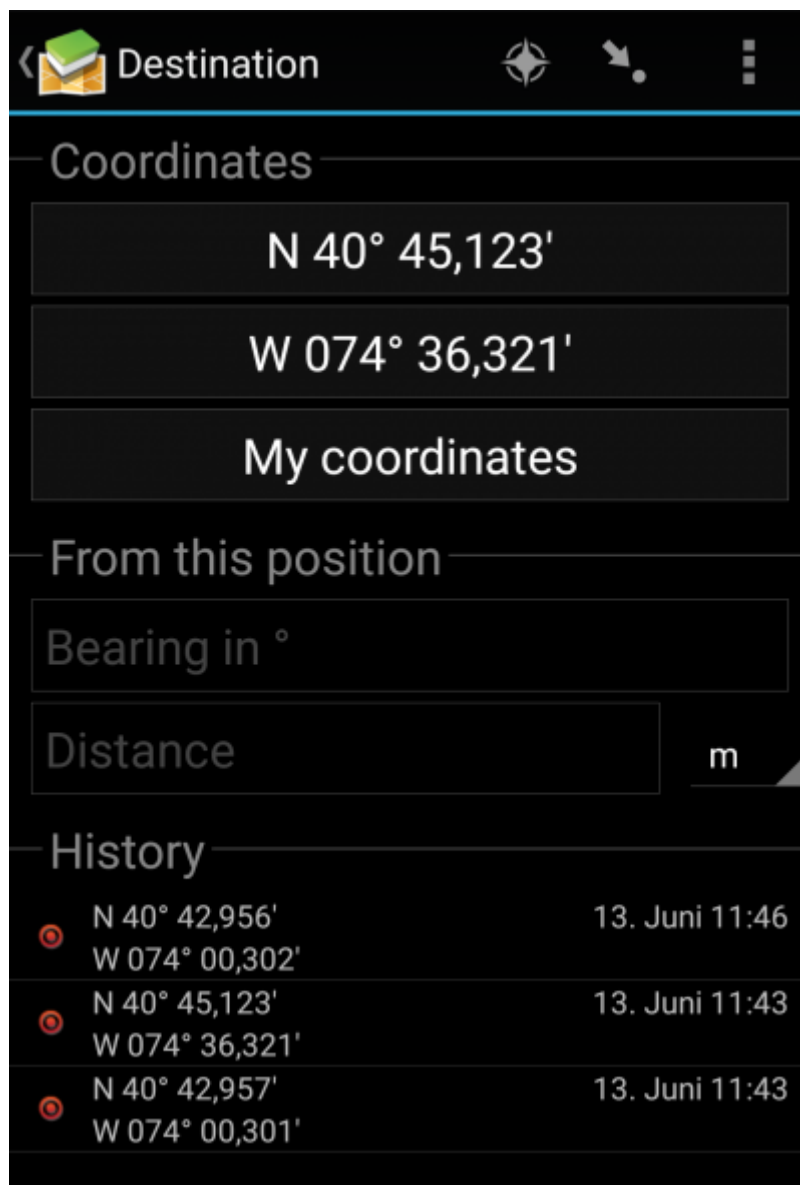 Destination
Coordinates
N 40° 45,123'
W 074° 36,321'
My coordinates
From this position
Bearing in °
Distance
m
History
N 40° 42,956' 13. Juni 11:46
W 074° 00,302'
N 40° 45,123' 13. Juni 11:43
W 074° 36,321'
N 40° 42,957' 13. Juni 11:43
W 074° 00,301'